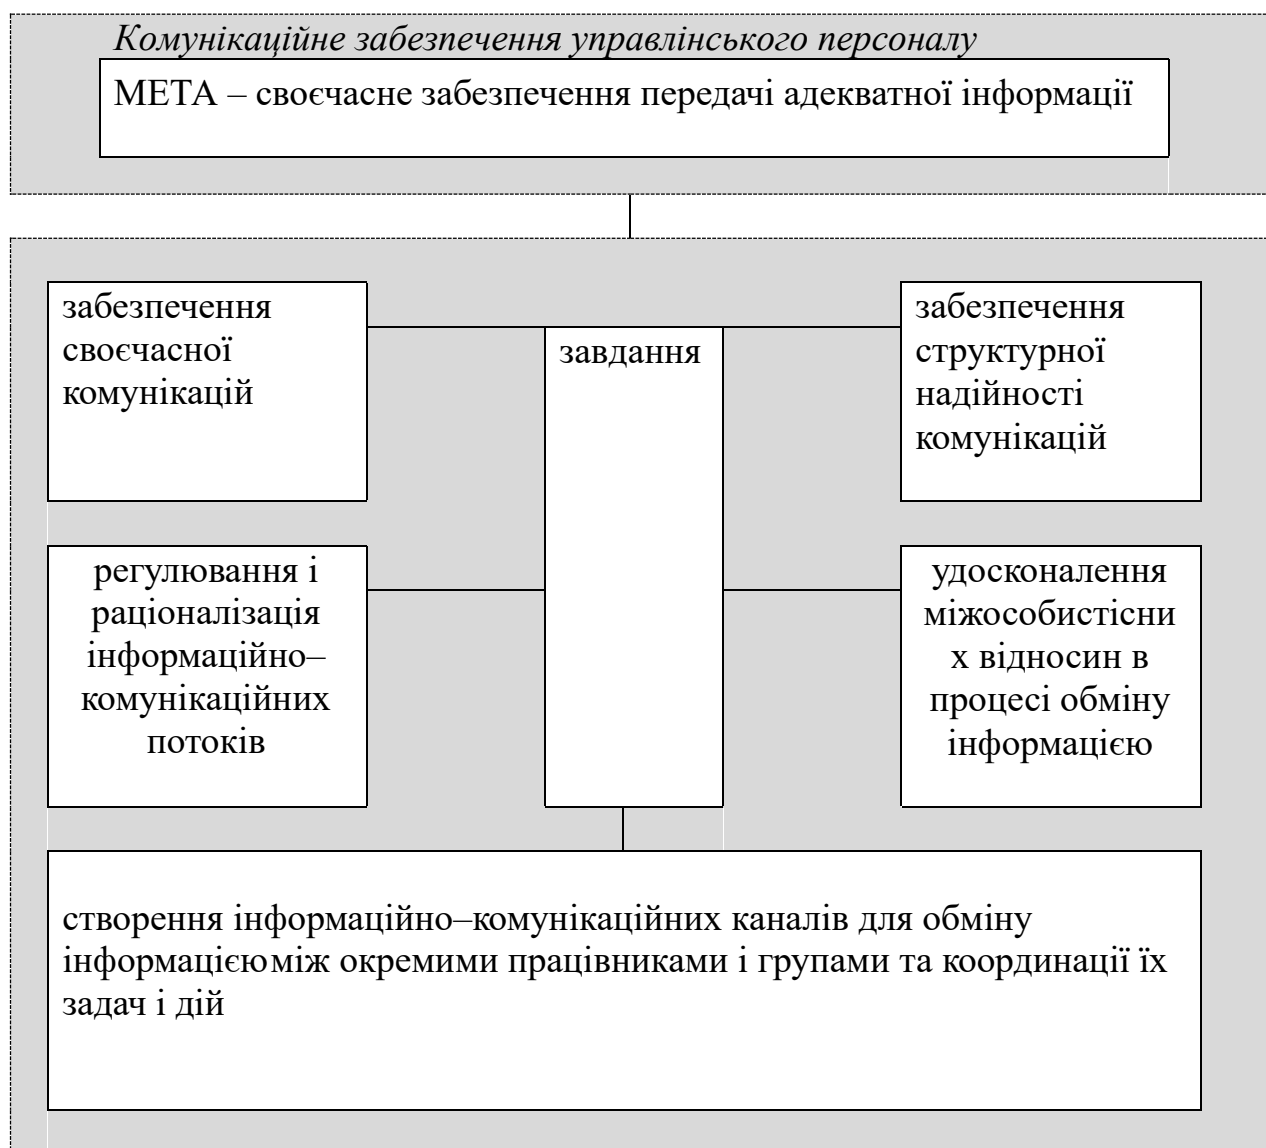 Комунікаційне забезпечення управлінського персоналу
МЕТА – своєчасне забезпечення передачі адекватної інформації
забезпечення
своєчасної
комунікацій
завдання
забезпечення
структурної
надійності
комунікацій
регулювання і
раціоналізація
інформаційно–
комунікаційних
потоків
удосконалення
міжособистісни
х відносин в
процесі обміну
інформацією
створення інформаційно–комунікаційних каналів для обміну
інформацієюміж окремими працівниками і групами та координації їх
задач і дій